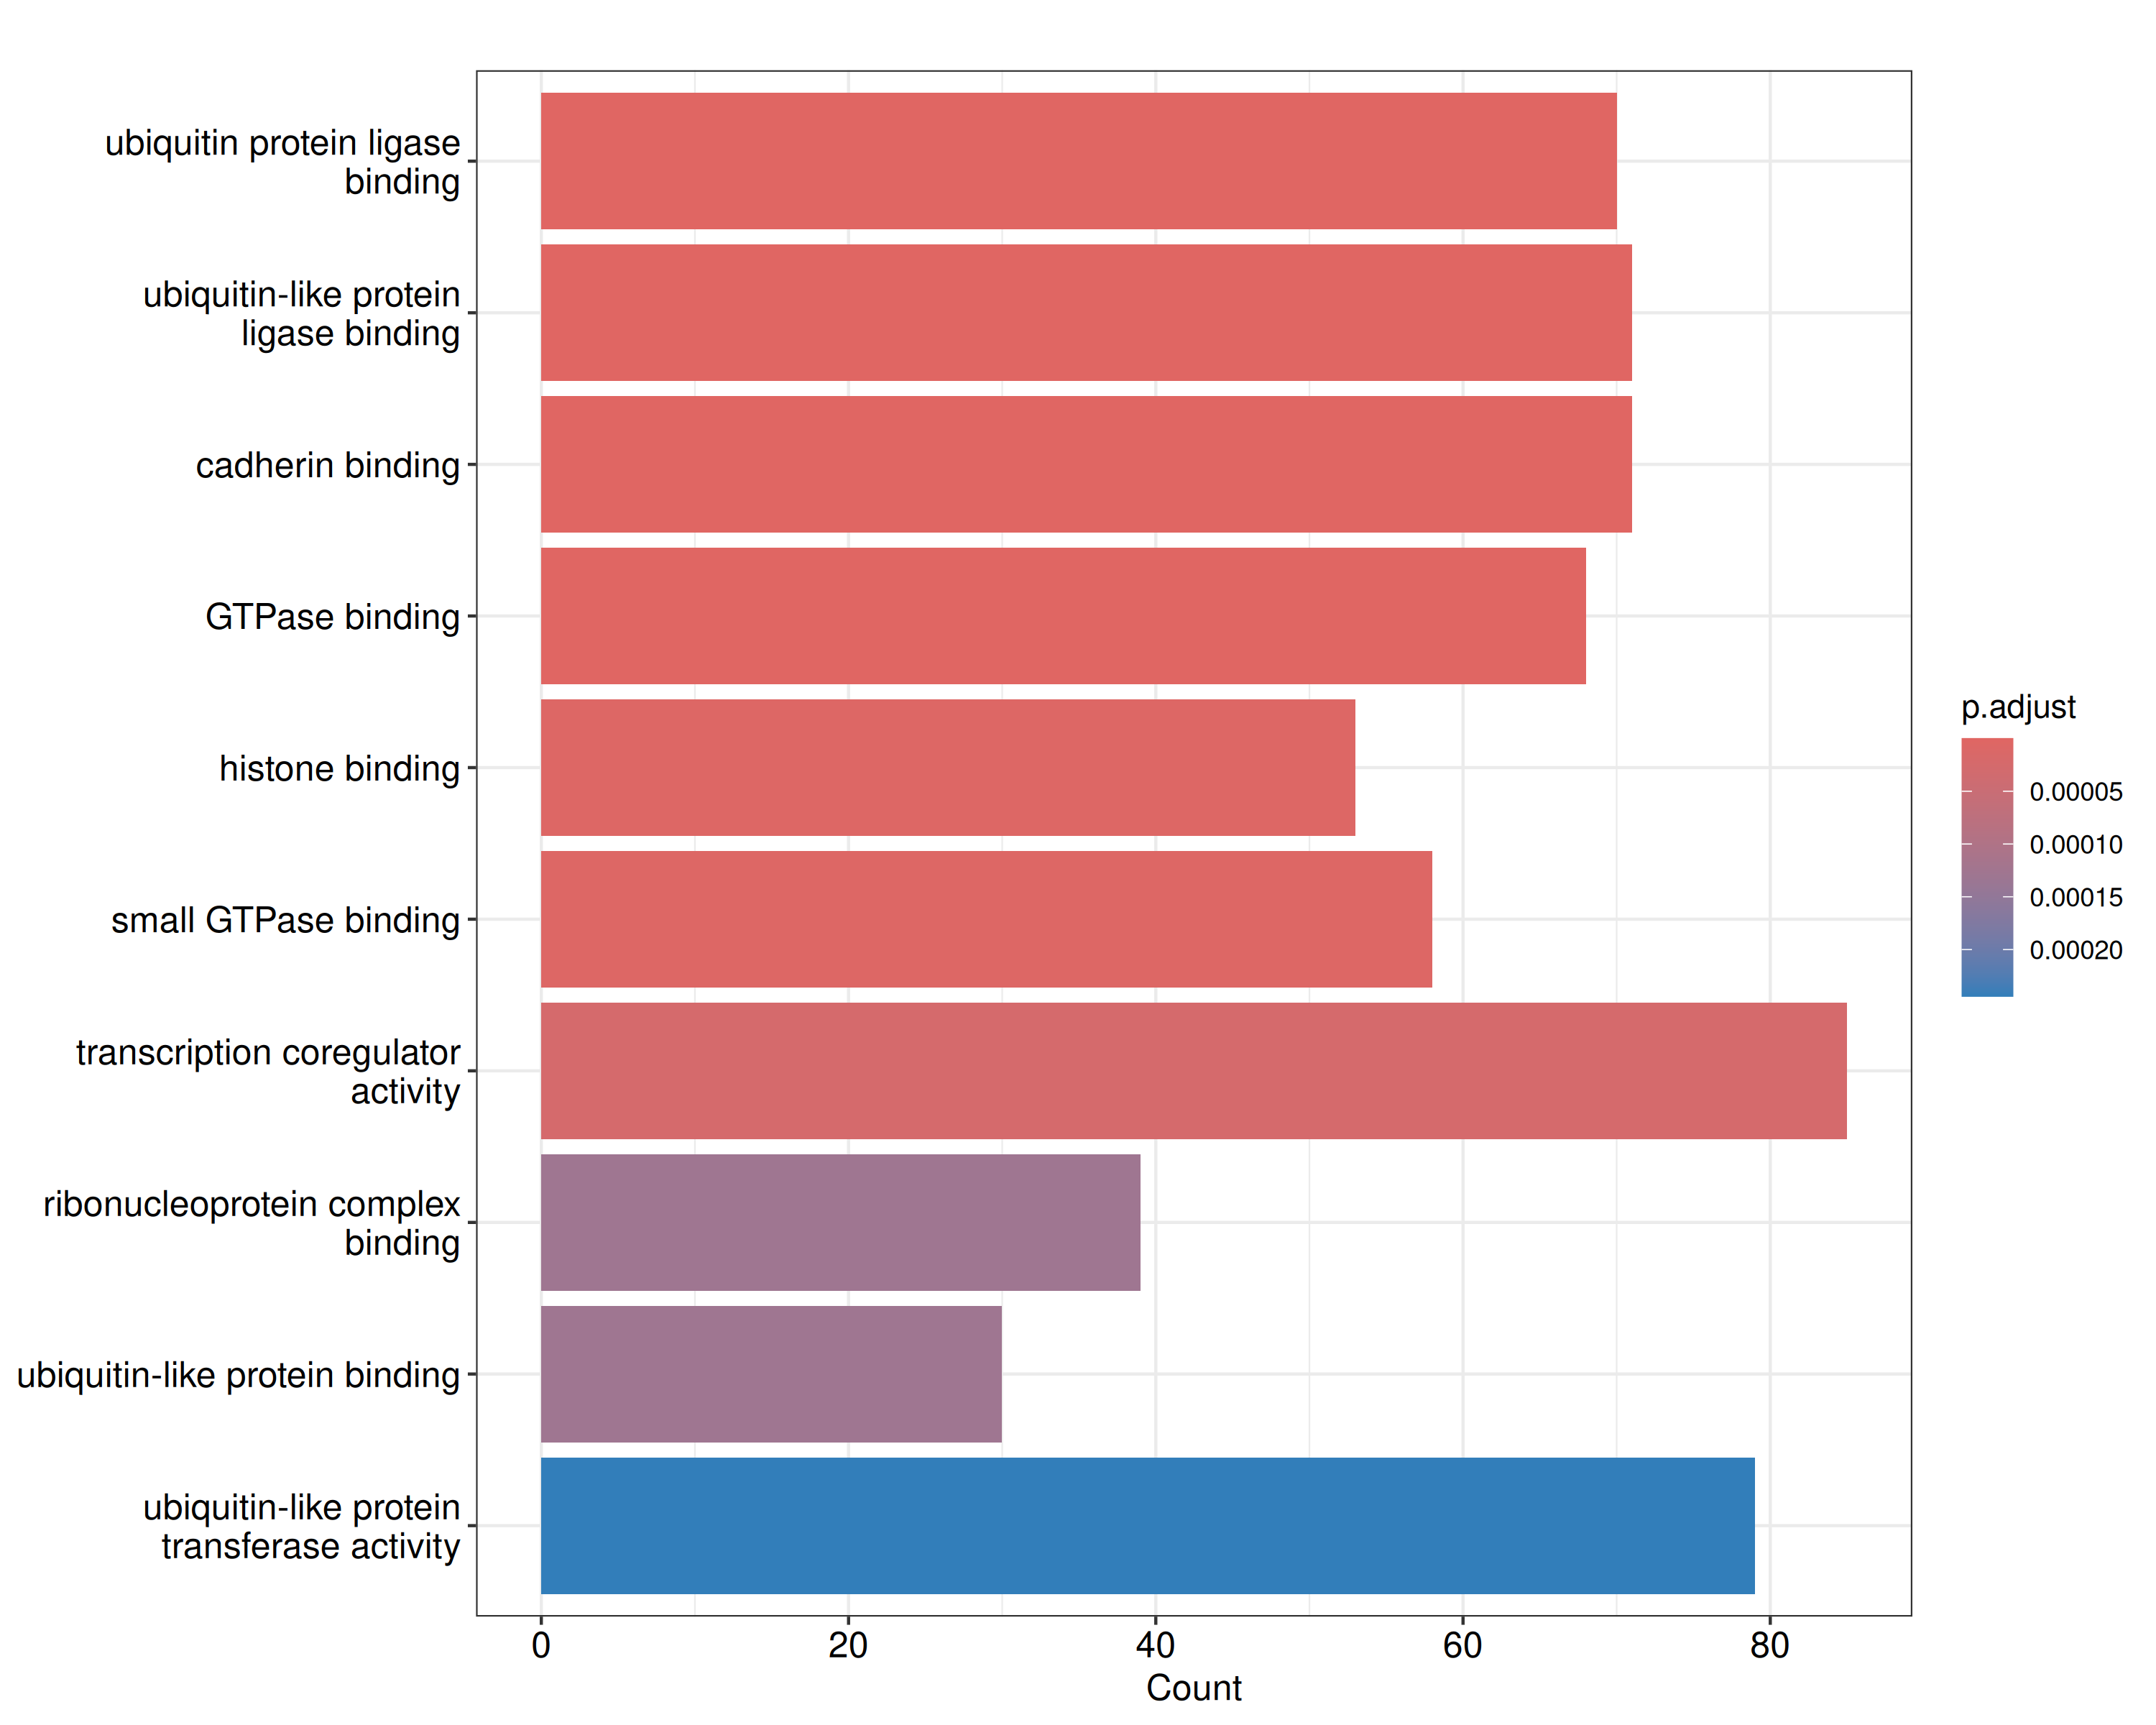 ubiquitin protein ligase
binding
ubiquitin-like protein
ligase binding
cadherin binding
GTPase binding
histone binding
small GTPase binding
transcription coregulator
activity
ribonucleoprotein complex
binding
ubiquitin-like protein binding
ubiquitin-like protein
transferase activity
0 20 40 60 80
Count
p.adjust
0.00005
0.00010
0.00015
0.00020